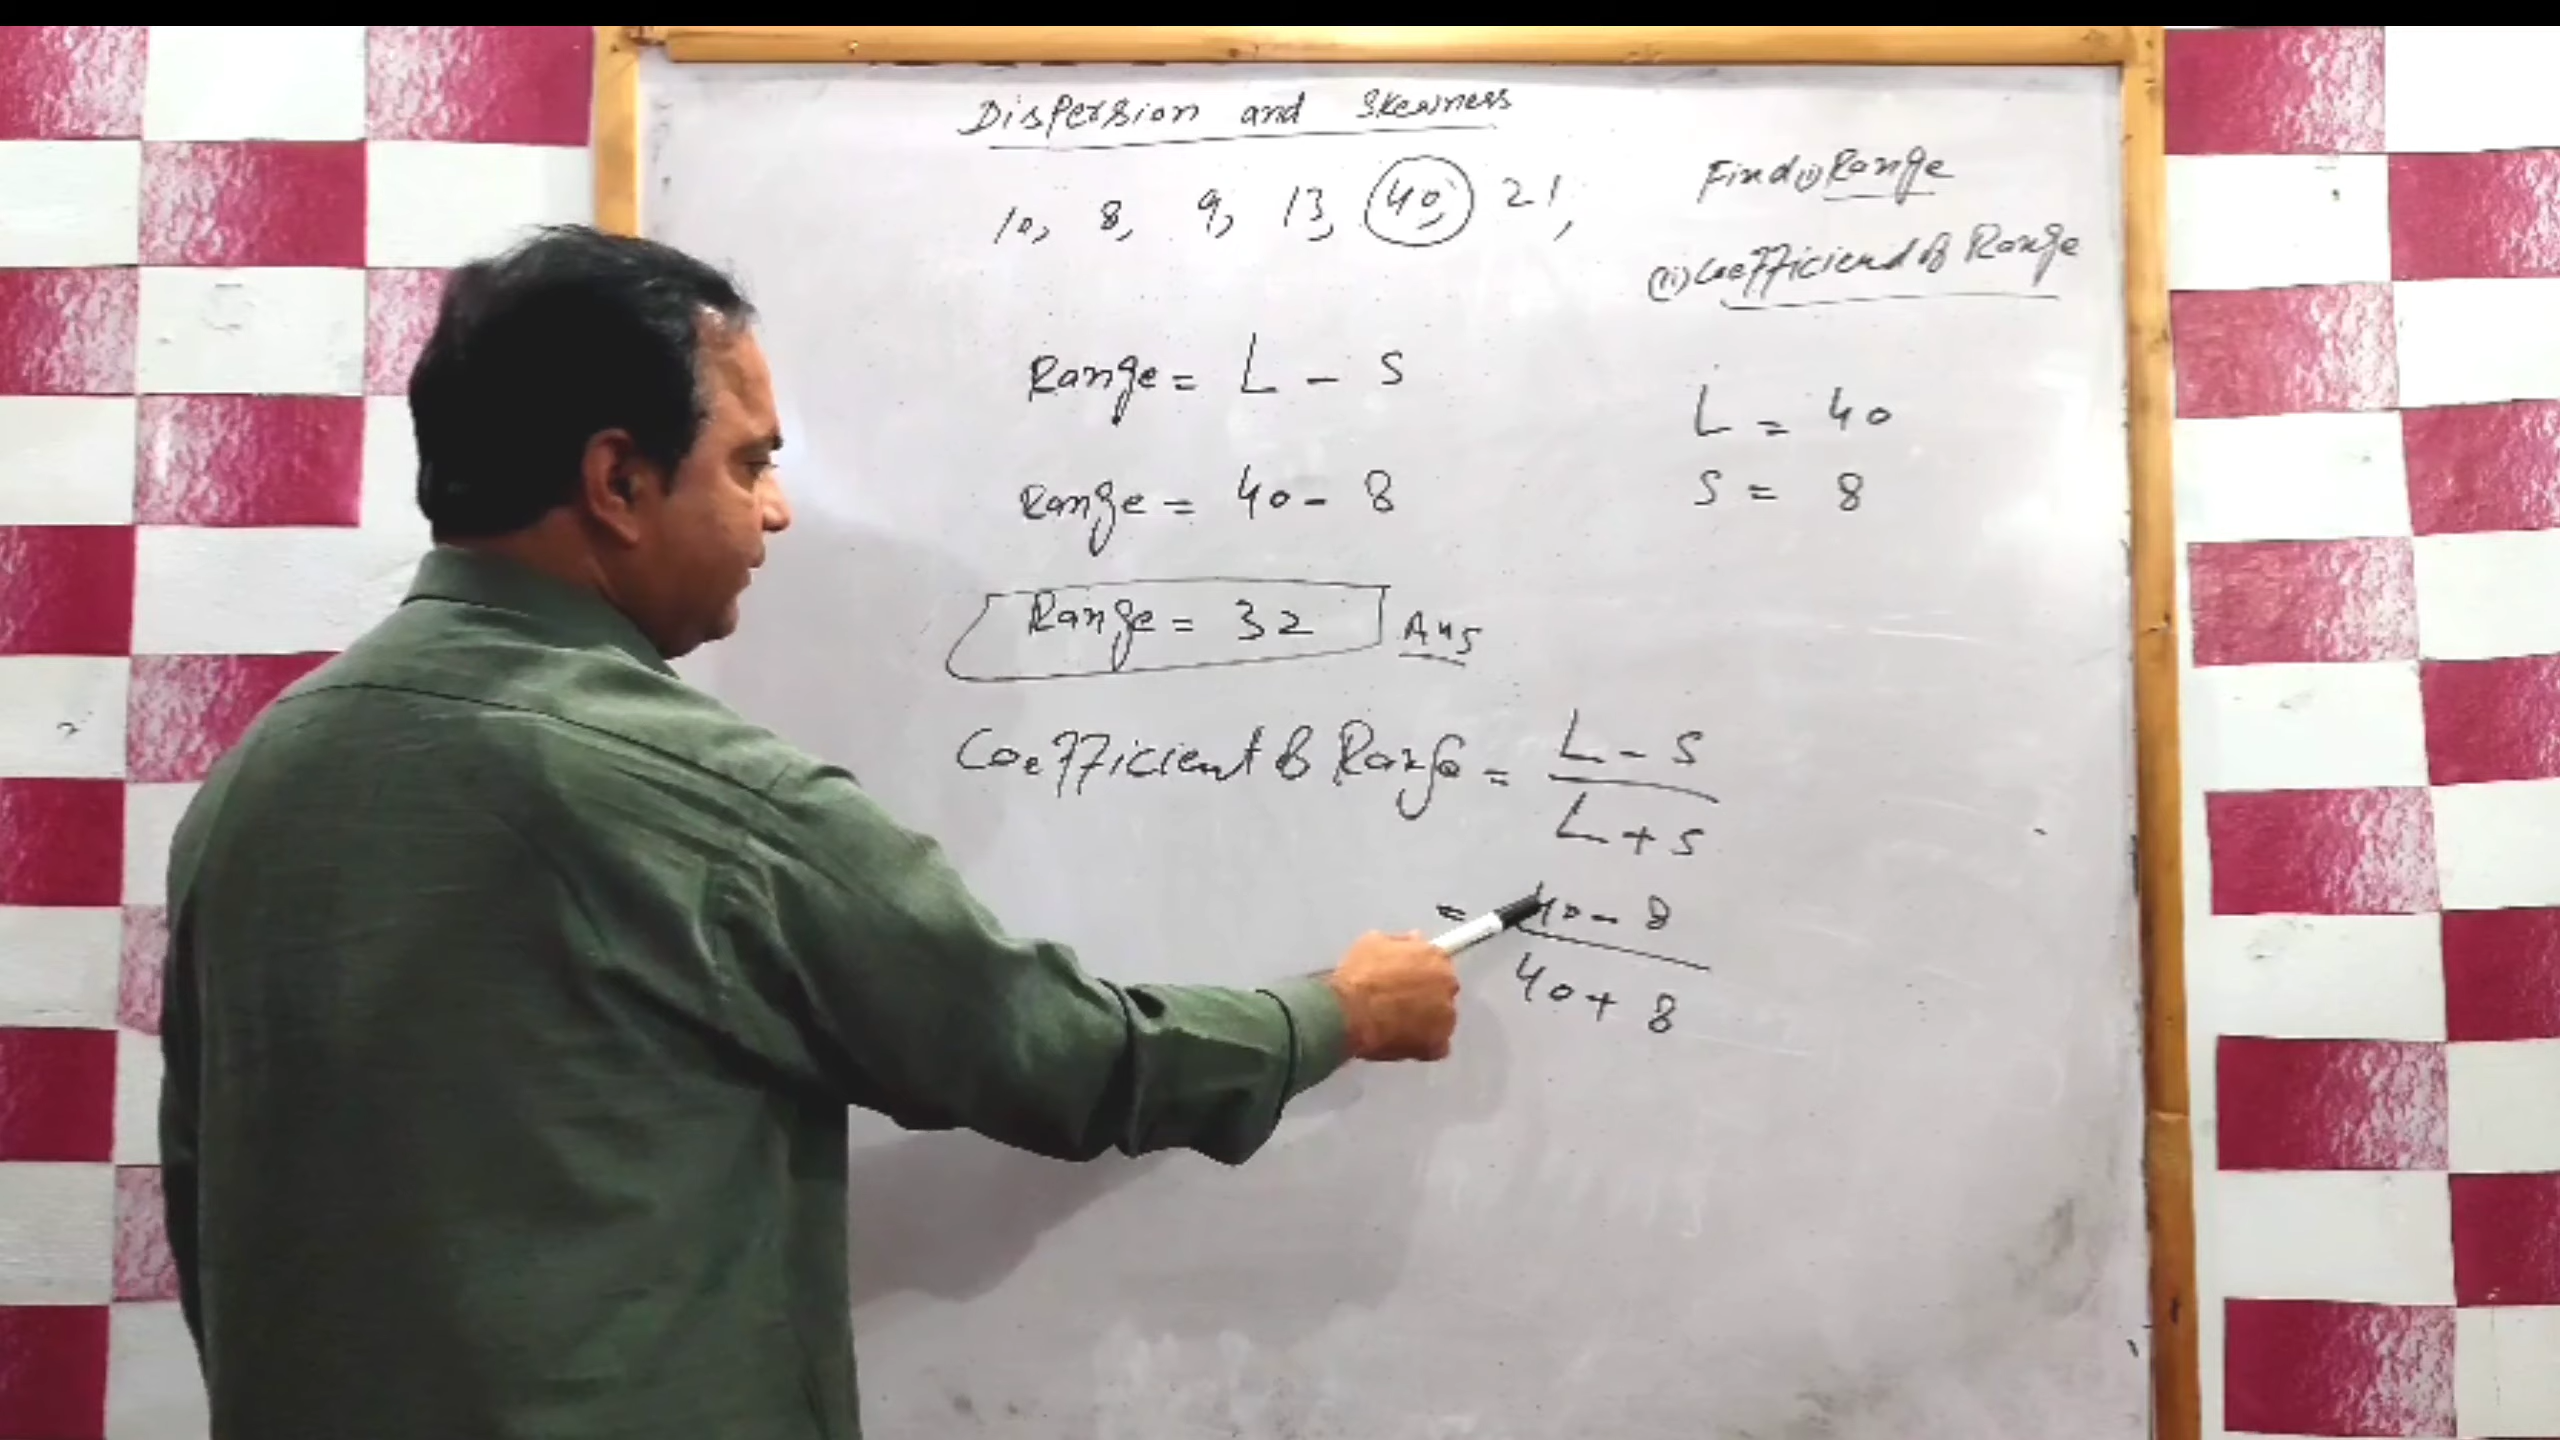 Dispersion and Skewness
10, 8, 9, 13, 40, 21,
Find (i) Range
(ii) Coefficient of Range
Range = L - S
L = 40
Range = 40 - 8
S = 8
Range = 32 Ans
Coefficient of Range = L - S
L + S
= 40 - 8
40 + 8